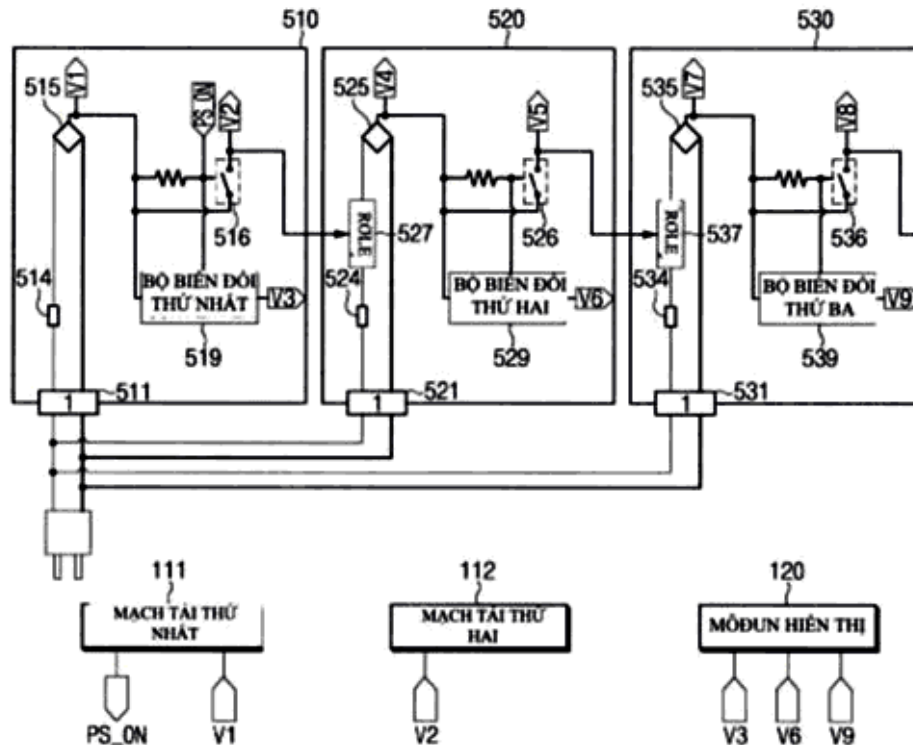 510
520
530
515
V1
PS_ON
V2
525
V4
V5
535
V7
V8
516
RƠLE
527
526
RƠLE
537
536
514
BỘ BIẾN ĐỔI
THỨ NHẤT
V3
524
BỘ BIẾN ĐỔI
THỨ HAI
V6
534
BỘ BIẾN ĐỔI
THỨ BA
V9
519
529
539
1
511
1
521
1
531
111
112
120
MẠCH TẢI THỨ
NHẤT
MẠCH TẢI THỨ
HAI
MÔĐUN HIỂN THỊ
PS_ON
V1
V2
V3
V6
V9